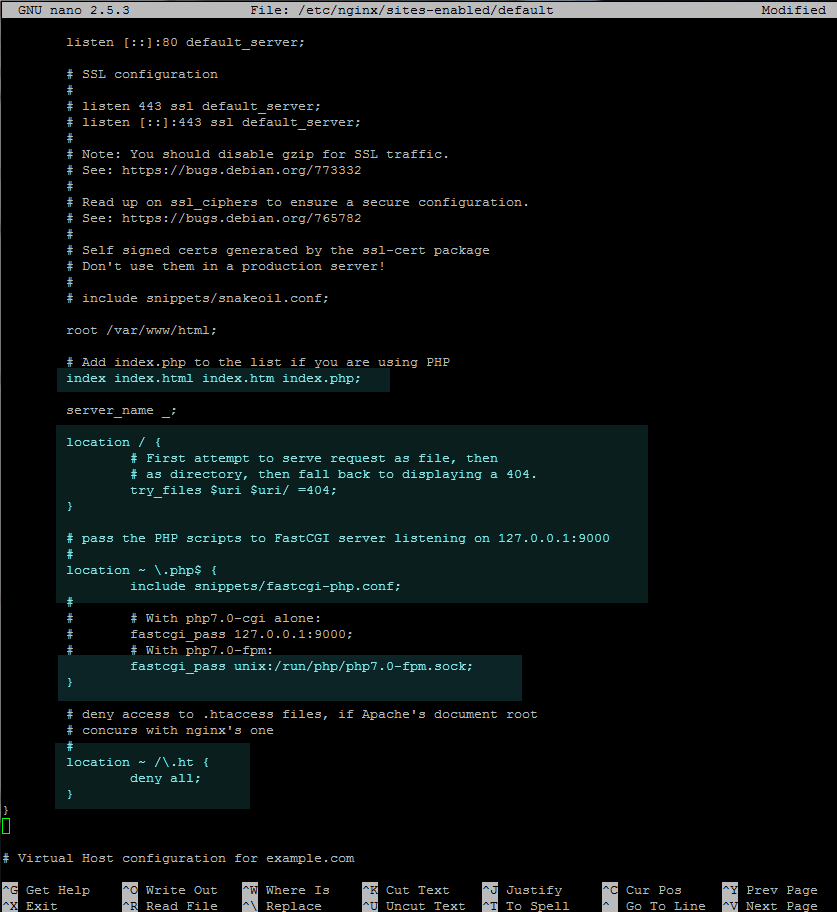 GNU nano 2.5.3 File: /etc/nginx/sites-enabled/default Modified
listen [::]:80 default_server;
# SSL configuration
#
# listen 443 ssl default_server;
# listen [::]:443 ssl default_server;
#
# Note: You should disable gzip for SSL traffic.
# See: https://bugs.debian.org/773332
#
# Read up on ssl_ciphers to ensure a secure configuration.
# See: https://bugs.debian.org/765782
#
# Self signed certs generated by the ssl-cert package
# Don't use them in a production server!
#
# include snippets/snakeoil.conf;
root /var/www/html;
# Add index.php to the list if you are using PHP
index index.html index.htm index.php;
server_name _;
location / {
# First attempt to serve request as file, then
# as directory, then fall back to displaying a 404.
try_files $uri $uri/ =404;
}
# pass the PHP scripts to FastCGI server listening on 127.0.0.1:9000
#
location ~ \.php$ {
include snippets/fastcgi-php.conf;
#
# # With php7.0-cgi alone:
# fastcgi_pass 127.0.0.1:9000;
# # With php7.0-fpm:
fastcgi_pass unix:/run/php/php7.0-fpm.sock;
}
# deny access to .htaccess files, if Apache's document root
# concurs with nginx's one
#
location ~ /\.ht {
deny all;
}
}
# Virtual Host configuration for example.com
^G Get Help ^O Write Out ^W Where Is ^K Cut Text ^J Justify ^C Cur Pos ^Y Prev Page
^X Exit ^R Read File ^\ Replace ^U Uncut Text ^T To Spell ^_ Go To Line ^V Next Page